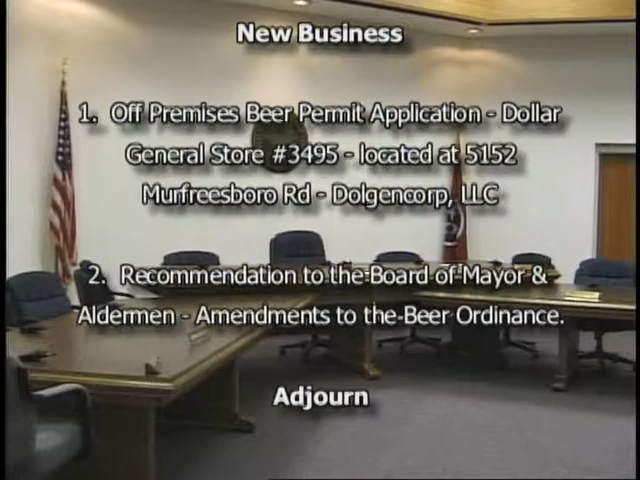 New Business
1. Off Premises Beer Permit Application - Dollar
General Store #3495 - located at 5152
Murfreesboro Rd - Dolgencorp, LLC
2. Recommendation to the Board of Mayor &
Aldermen - Amendments to the Beer Ordinance.
Adjourn